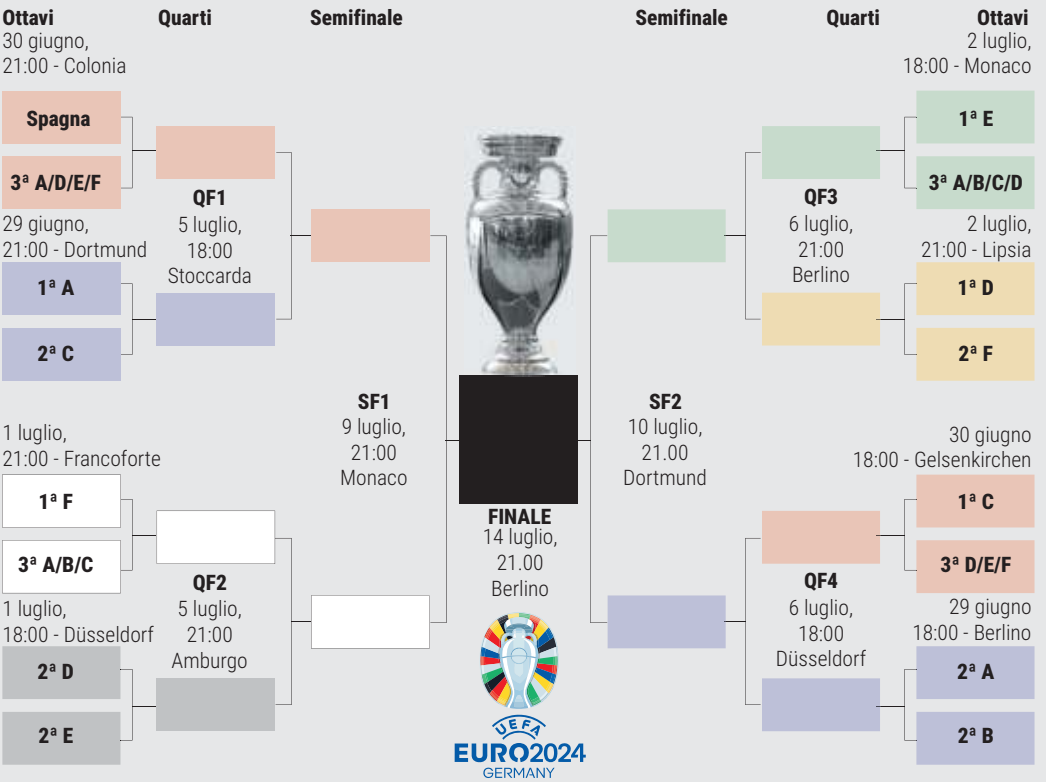 Ottavi
Quarti
Semifinale
Semifinale
Quarti
Ottavi
30 giugno,
21:00 - Colonia
Spagna
3ª A/D/E/F
29 giugno,
21:00 - Dortmund
1ª A
2ª C
QF1
5 luglio,
18:00
Stoccarda
1 luglio,
21:00 - Francoforte
1ª F
3ª A/B/C
1 luglio,
18:00 - Düsseldorf
2ª D
2ª E
QF2
5 luglio,
21:00
Amburgo
SF1
9 luglio,
21:00
Monaco
FINALE
14 luglio,
21.00
Berlino
UEFA
EURO2024
GERMANY
SF2
10 luglio,
21.00
Dortmund
QF3
6 luglio,
21:00
Berlino
2 luglio,
18:00 - Monaco
1ª E
3ª A/B/C/D
2 luglio,
21:00 - Lipsia
1ª D
2ª F
QF4
6 luglio,
18:00
Düsseldorf
30 giugno
18:00 - Gelsenkirchen
1ª C
3ª D/E/F
29 giugno
18:00 - Berlino
2ª A
2ª B